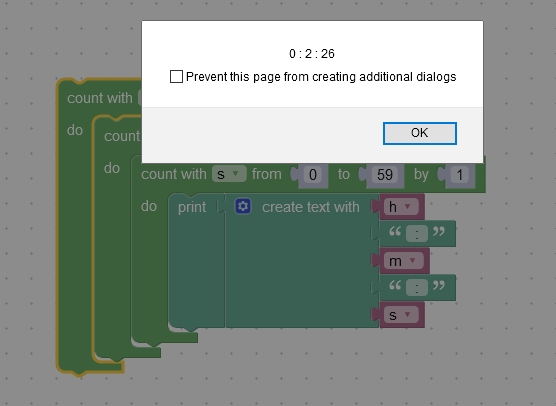 0 : 2 : 26
Prevent this page from creating additional dialogs
OK
count with
do
count
do
count with s from 0 to 59 by 1
do print create text with h
“ : ”
m
“ : ”
s